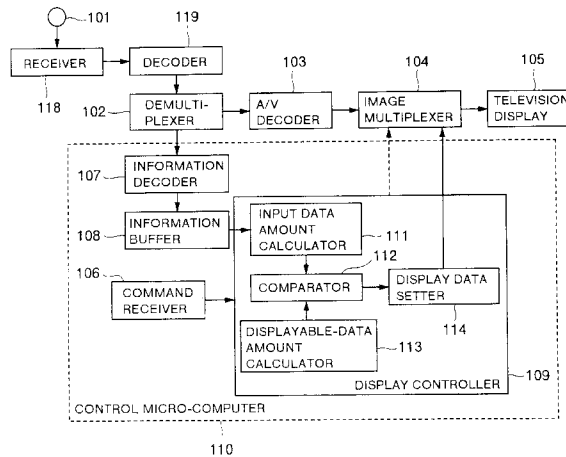 101
119
RECEIVER
118
DECODER
103
104
105
102
DEMULTI-
PLEXER
A/V
DECODER
IMAGE
MULTIPLEXER
TELEVISION
DISPLAY
107
INFORMATION
DECODER
108
INFORMATION
BUFFER
INPUT DATA
AMOUNT
CALCULATOR
111
112
106
COMMAND
RECEIVER
COMPARATOR
DISPLAY DATA
SETTER
114
DISPLAYABLE-DATA
AMOUNT
CALCULATOR
113
DISPLAY CONTROLLER
109
CONTROL MICRO-COMPUTER
110